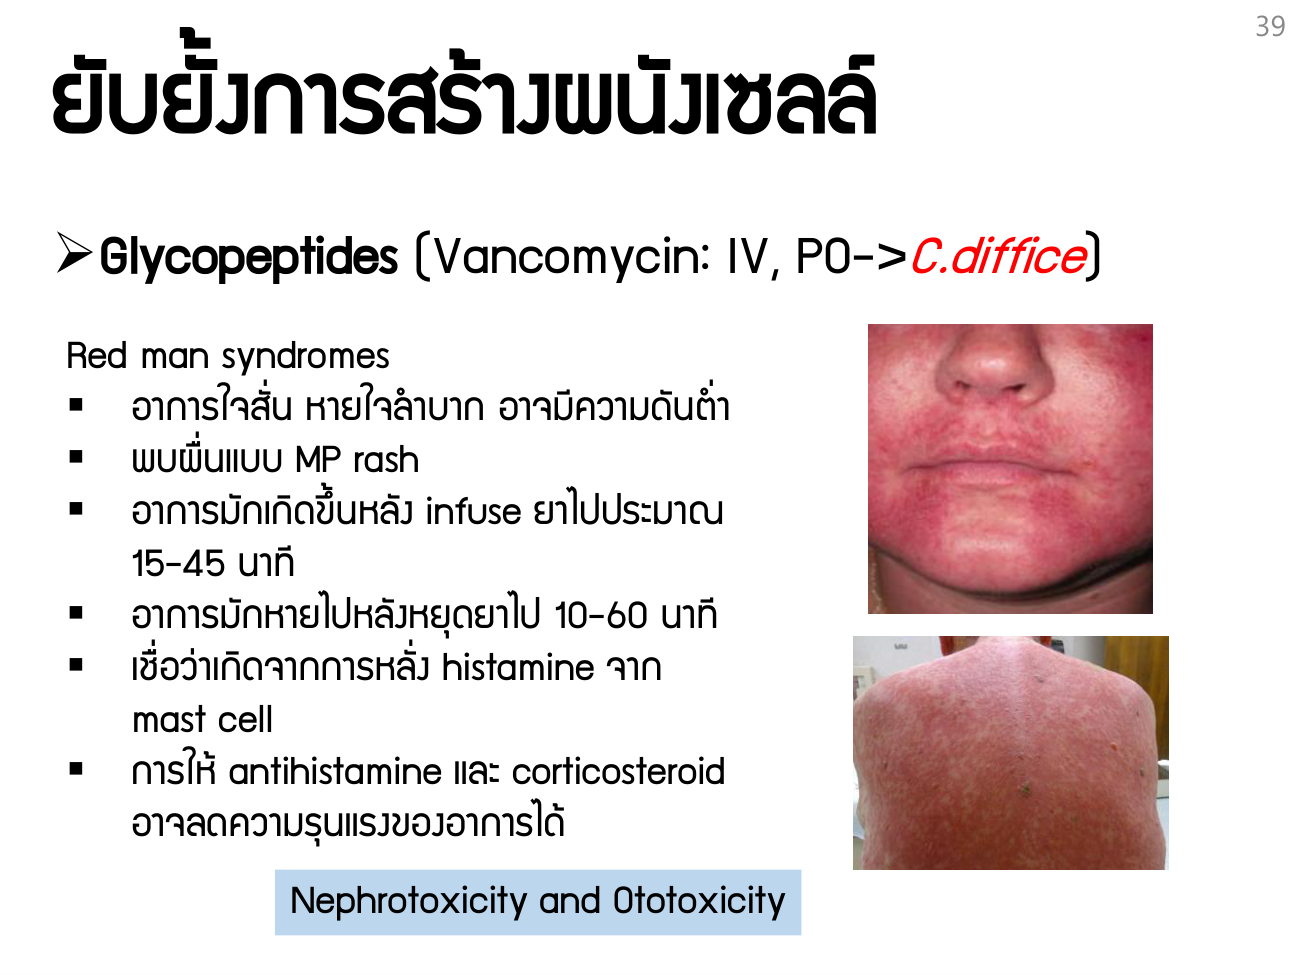 39
ยับยั้งการสร้างผนังเซลล์
➢Glycopeptides (Vancomycin: IV, PO->C.diffice)
Red man syndromes
▪ อาการใจสั่น หายใจลำบาก อาจมีความดันต่ำ
▪ พบผื่นแบบ MP rash
▪ อาการมักเกิดขึ้นหลัง infuse ยาไปประมาณ
15-45 นาที
▪ อาการมักหายไปหลังหยุดยาไป 10-60 นาที
▪ เชื่อว่าเกิดจากการหลั่ง histamine จาก
mast cell
▪ การให้ antihistamine และ corticosteroid
อาจลดความรุนแรงของอาการได้
Nephrotoxicity and Ototoxicity